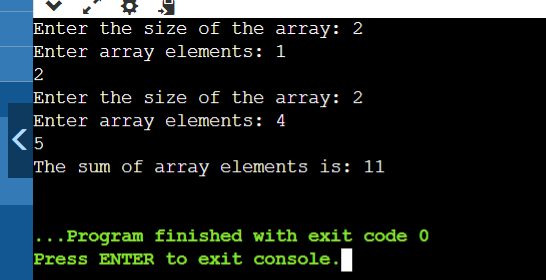 Enter the size of the array: 2
Enter array elements: 1
2
Enter the size of the array: 2
Enter array elements: 4
5
The sum of array elements is: 11
...Program finished with exit code 0
Press ENTER to exit console.